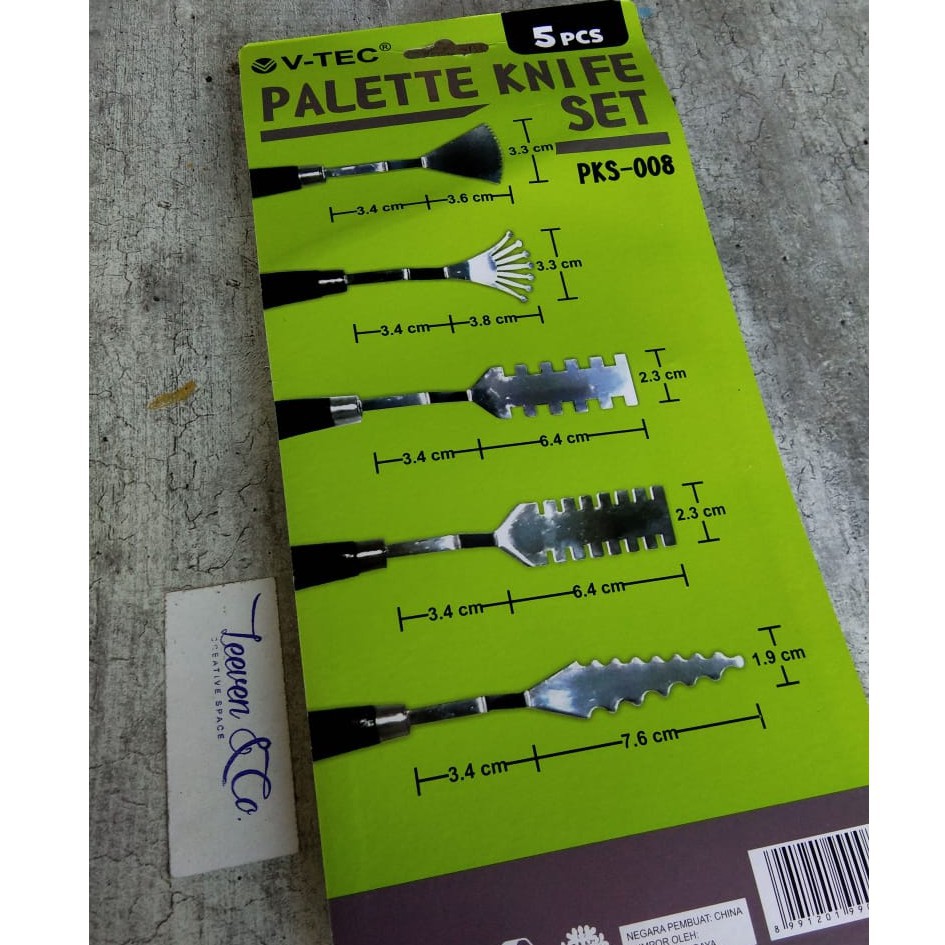 5 PCS
V-TEC®
PALETTE KNIFE
SET
PKS-008
3.3 cm
3.4 cm 3.6 cm
3.3 cm
3.4 cm 3.8 cm
2.3 cm
3.4 cm 6.4 cm
2.3 cm
3.4 cm 6.4 cm
1.9 cm
3.4 cm 7.6 cm
Leeven & Co.
CREATIVE SPACE
NEGARA PEMBUAT: CHINA
8 991201 991